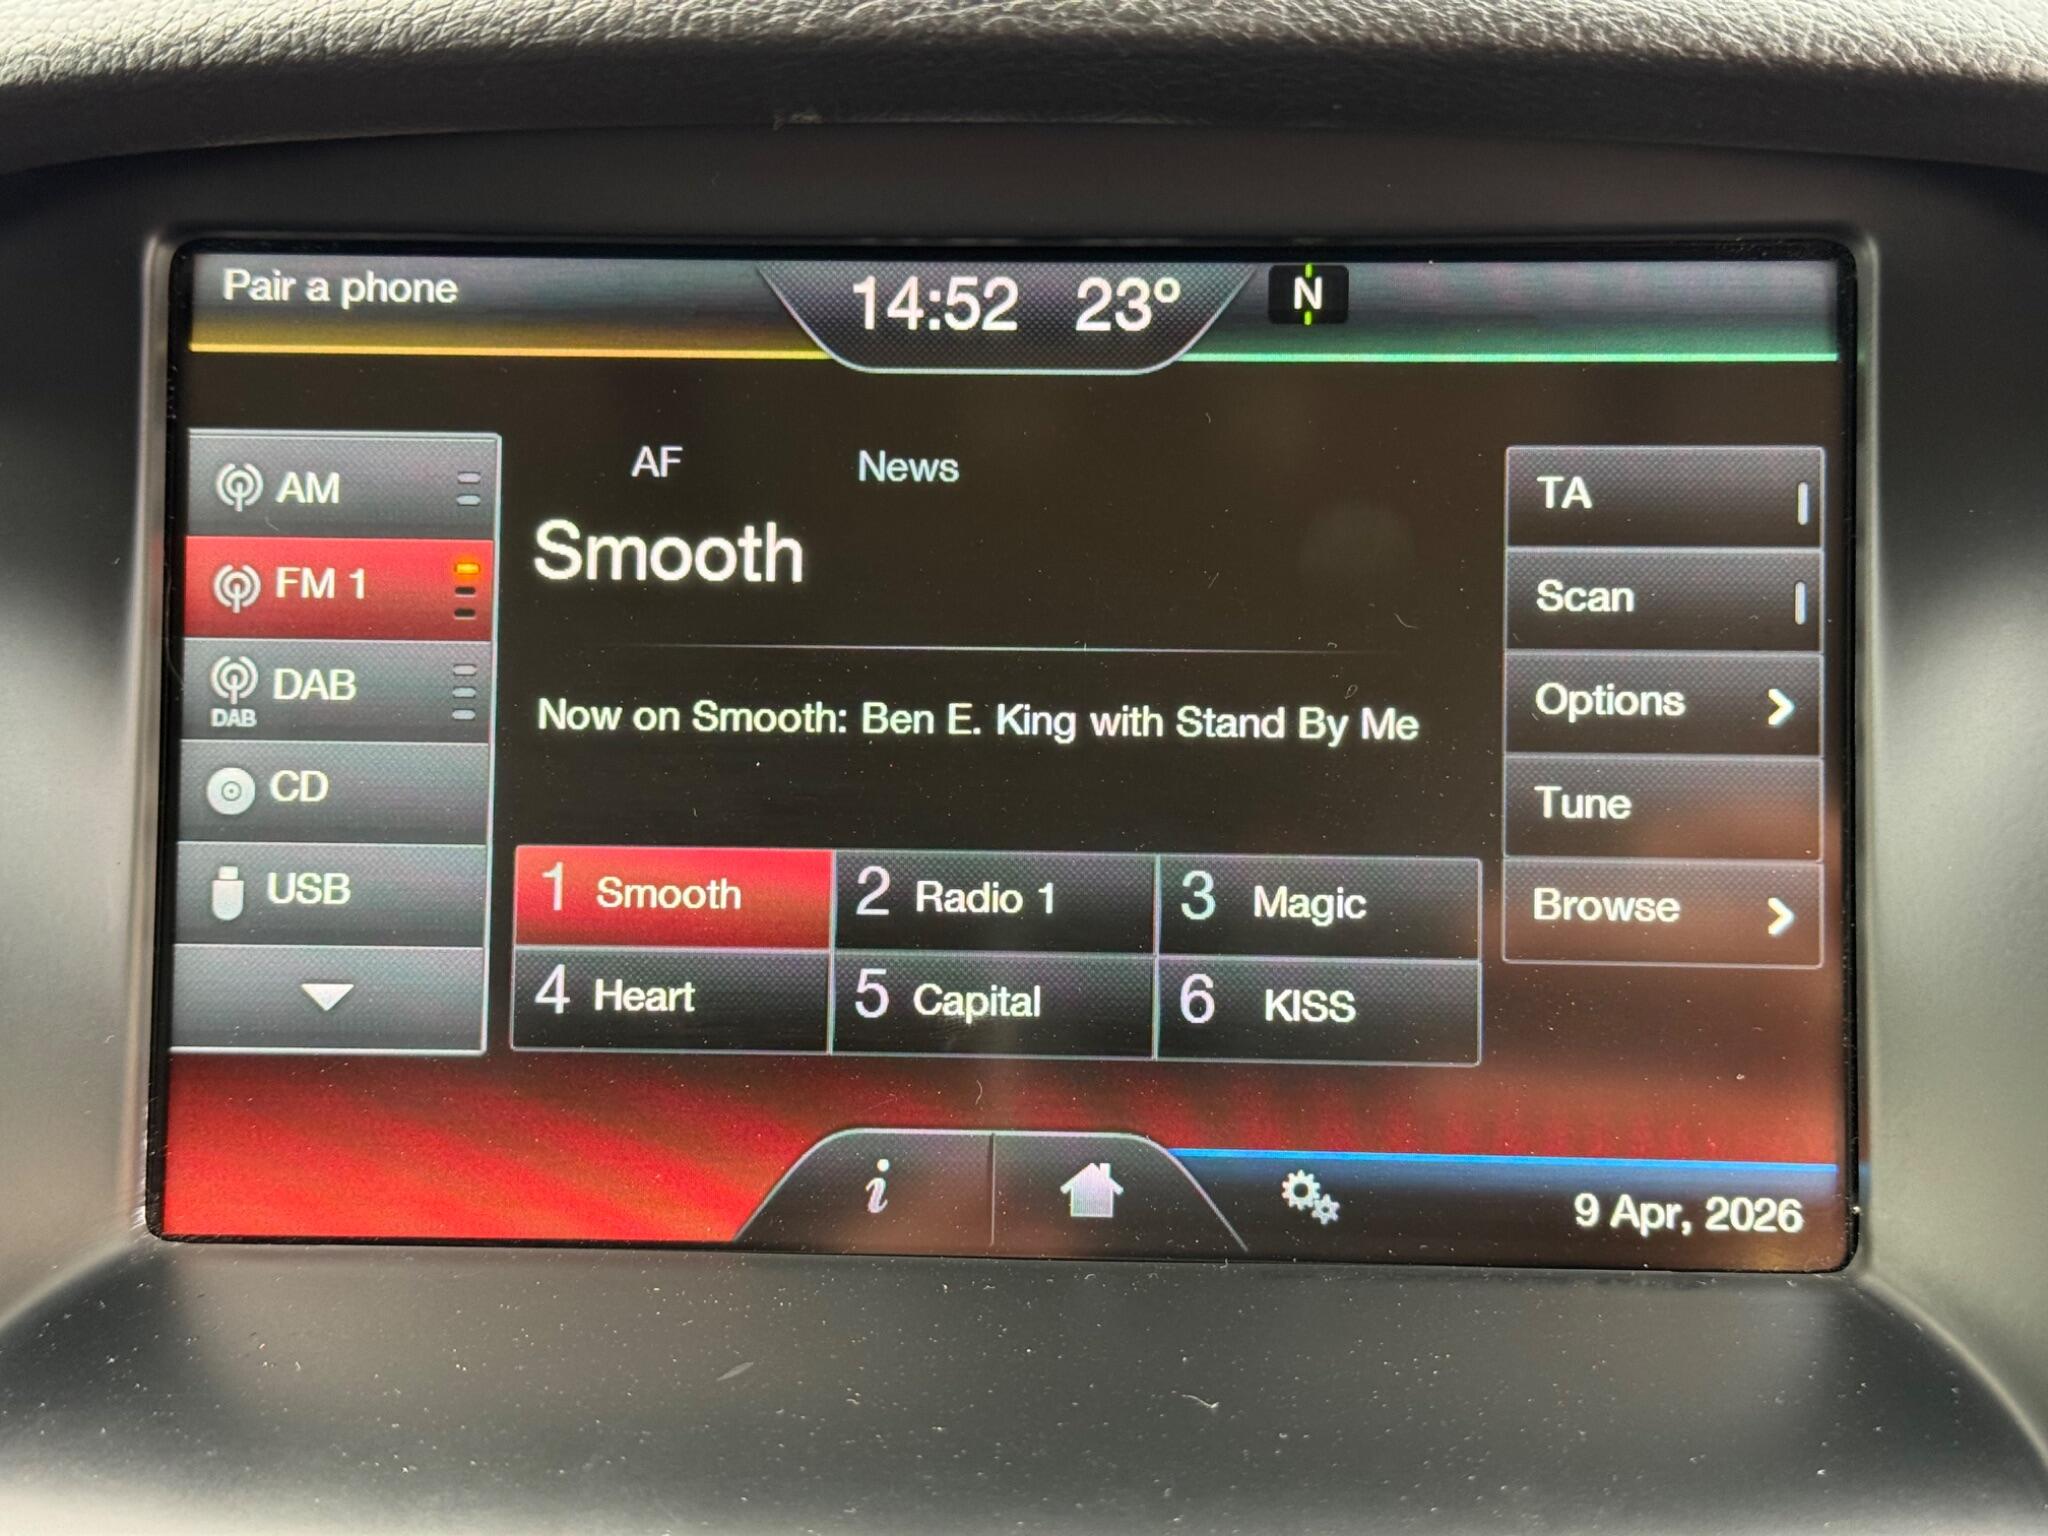 Pair a phone
14:52 23°
N
AM
FM 1
DAB
DAB
CD
USB
AF News
Smooth
Now on Smooth: Ben E. King with Stand By Me
1 Smooth
2 Radio 1
3 Magic
4 Heart
5 Capital
6 KISS
TA
Scan
Options
Tune
Browse
i
9 Apr, 2026